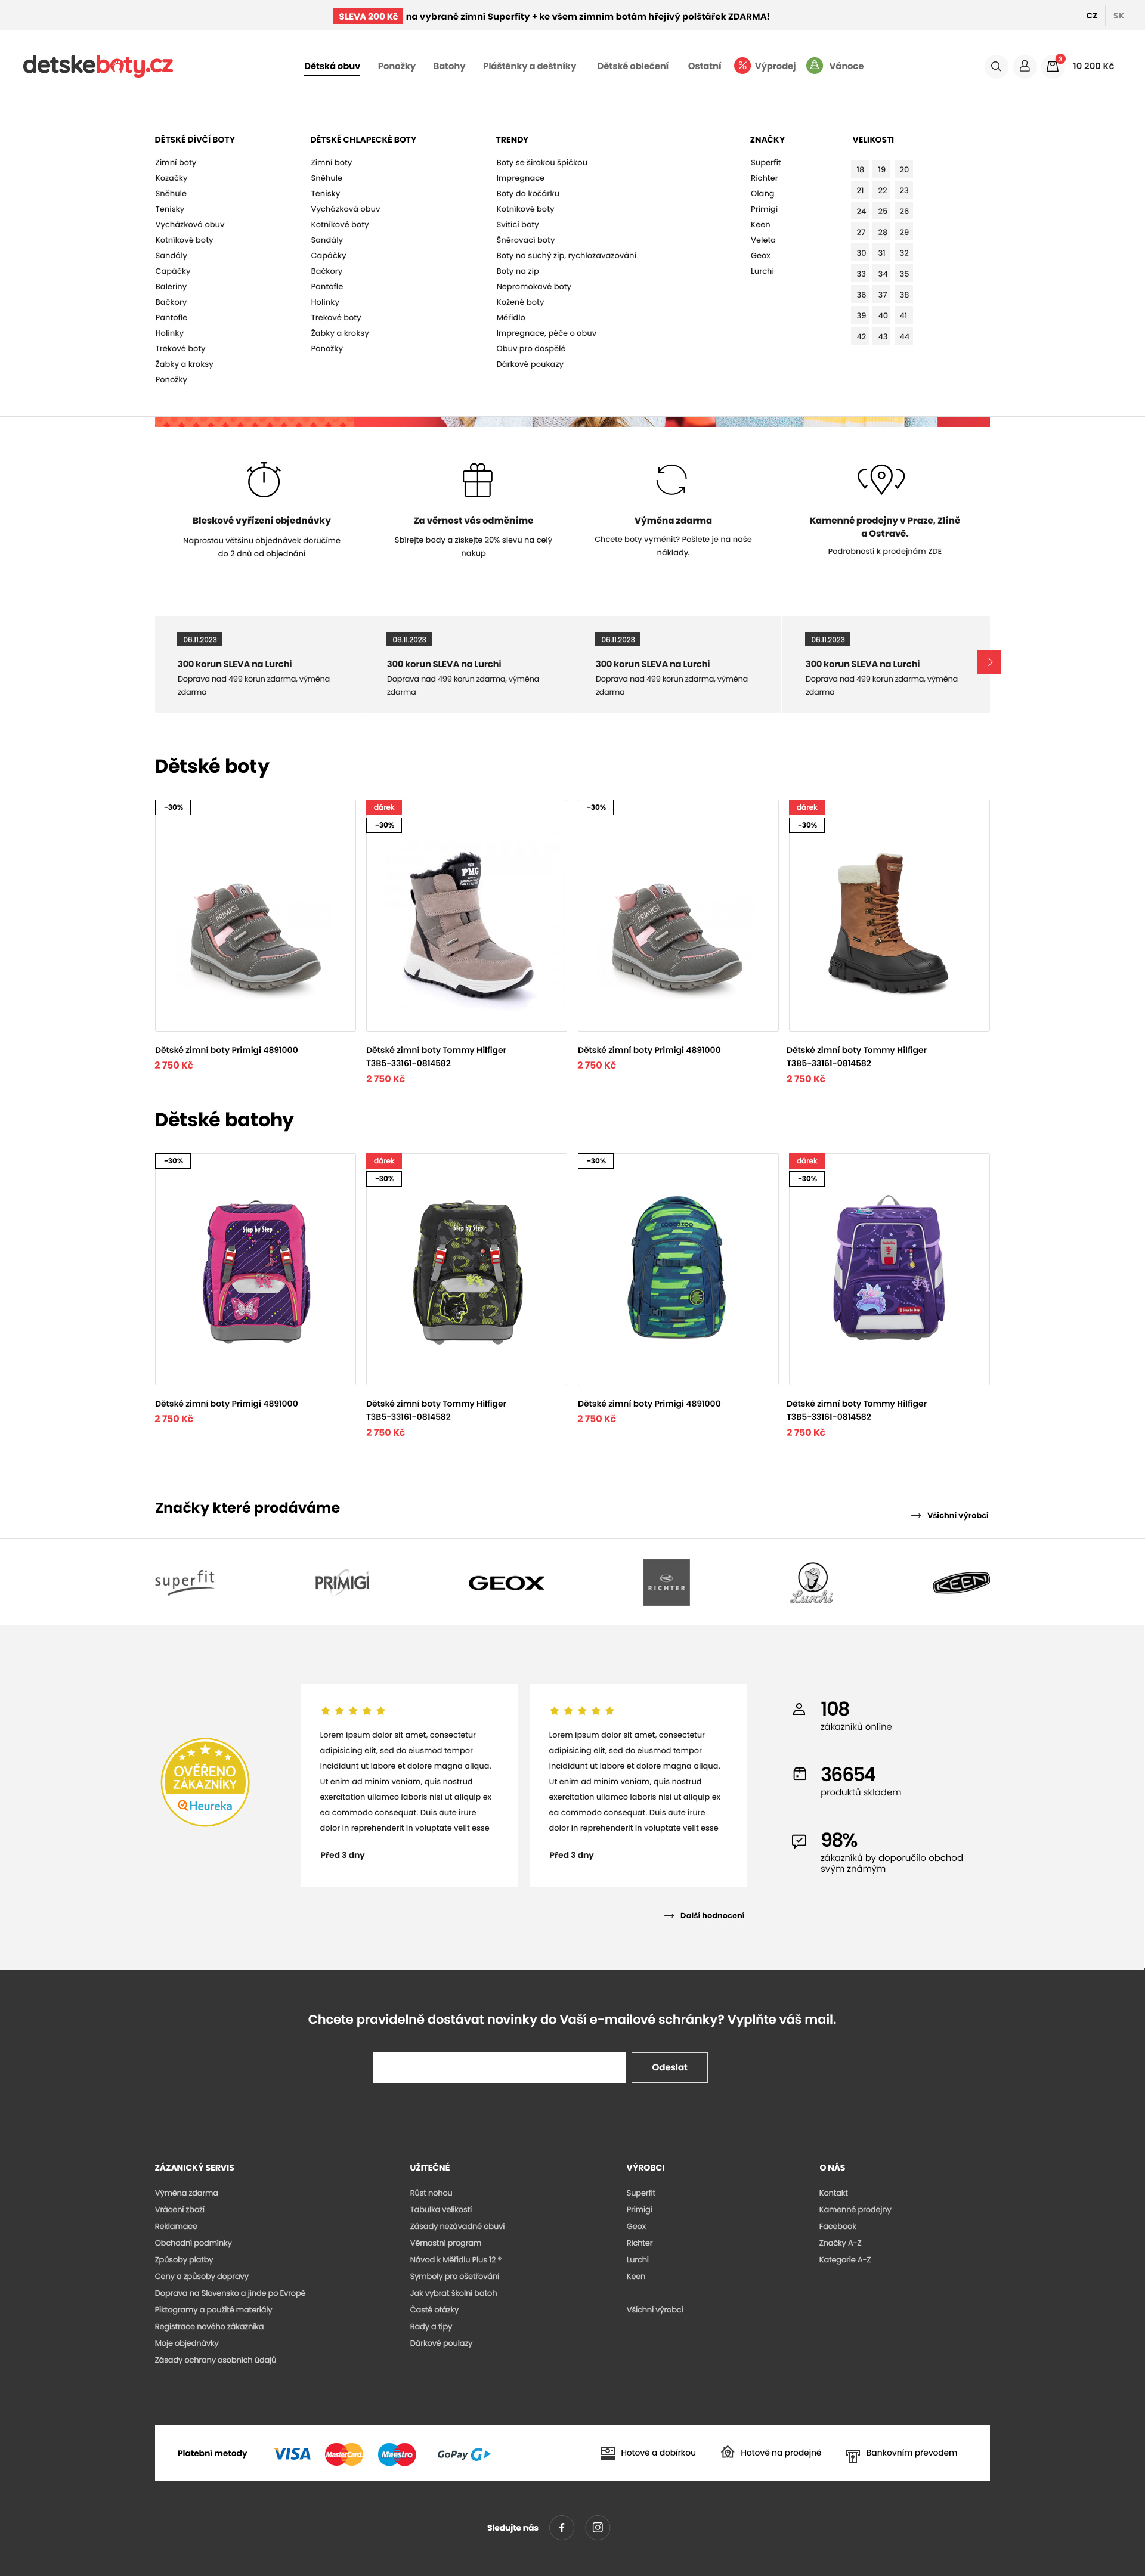 SLEVA 200 Kč na vybrané zimní Superfity + ke všem zimním botám hřejívý polštářek ZDARMA!
CZ SK
detskeboty.cz
Dětská obuv Ponožky Batohy Pláštěnky a deštníky Dětské oblečení Ostatní % Výprodej Vánoce
3
10 200 Kč
DĚTSKÉ DÍVČÍ BOTY
Zimní boty
Kozačky
Sněhule
Tenisky
Vycházková obuv
Kotníkové boty
Sandály
Capáčky
Baleríny
Bačkory
Pantofle
Holínky
Trekové boty
Žabky a kroksy
Ponožky
DĚTSKÉ CHLAPECKÉ BOTY
Zimní boty
Sněhule
Tenisky
Vycházková obuv
Kotníkové boty
Sandály
Capáčky
Bačkory
Pantofle
Holínky
Trekové boty
Žabky a kroksy
Ponožky
TRENDY
Boty se širokou špičkou
Impregnace
Boty do kočárku
Kotníkové boty
Svítící boty
Šněrovací boty
Boty na suchý zip, rychlozavazování
Boty na zip
Nepromokavé boty
Kožené boty
Měřidlo
Impregnace, péče o obuv
Obuv pro dospělé
Dárkové poukazy
ZNAČKY
Superfit
Richter
Olang
Primigi
Keen
Veleta
Geox
Lurchi
VELIKOSTI
18 19 20
21 22 23
24 25 26
27 28 29
30 31 32
33 34 35
36 37 38
39 40 41
42 43 44
Bleskové vyřízení objednávky
Naprostou většinu objednávek doručíme
do 2 dnů od objednání
Za věrnost vás odměníme
Sbírejte body a získejte 20% slevu na celý
nakup
Výměna zdarma
Chcete boty vyměnit? Pošlete je na naše
náklady.
Kamenné prodejny v Praze, Zlíně
a Ostravě.
Podrobnosti k prodejnám ZDE
06.11.2023
300 korun SLEVA na Lurchi
Doprava nad 499 korun zdarma, výměna
zdarma
06.11.2023
300 korun SLEVA na Lurchi
Doprava nad 499 korun zdarma, výměna
zdarma
06.11.2023
300 korun SLEVA na Lurchi
Doprava nad 499 korun zdarma, výměna
zdarma
06.11.2023
300 korun SLEVA na Lurchi
Doprava nad 499 korun zdarma, výměna
zdarma
Dětské boty
-30%
PRIMIGI
Dětské zimní boty Primigi 4891000
2 750 Kč
dárek
-30%
PMG
Dětské zimní boty Tommy Hilfiger
T3B5-33161-0814582
2 750 Kč
-30%
PRIMIGI
Dětské zimní boty Primigi 4891000
2 750 Kč
dárek
-30%
Dětské zimní boty Tommy Hilfiger
T3B5-33161-0814582
2 750 Kč
Dětské batohy
-30%
Step by Step
Dětské zimní boty Primigi 4891000
2 750 Kč
dárek
-30%
Step by Step
Dětské zimní boty Tommy Hilfiger
T3B5-33161-0814582
2 750 Kč
-30%
coocazoo
Dětské zimní boty Primigi 4891000
2 750 Kč
dárek
-30%
Step by Step
Dětské zimní boty Tommy Hilfiger
T3B5-33161-0814582
2 750 Kč
Značky které prodáváme
Všichni výrobci
superfit PRIMIGI GEOX RICHTER Lurchi KEEN
OVĚŘENO
ZÁKAZNÍKY
Heureka
Lorem ipsum dolor sit amet, consectetur
adipisicing elit, sed do eiusmod tempor
incididunt ut labore et dolore magna aliqua.
Ut enim ad minim veniam, quis nostrud
exercitation ullamco laboris nisi ut aliquip ex
ea commodo consequat. Duis aute irure
dolor in reprehenderit in voluptate velit esse
Před 3 dny
Lorem ipsum dolor sit amet, consectetur
adipisicing elit, sed do eiusmod tempor
incididunt ut labore et dolore magna aliqua.
Ut enim ad minim veniam, quis nostrud
exercitation ullamco laboris nisi ut aliquip ex
ea commodo consequat. Duis aute irure
dolor in reprehenderit in voluptate velit esse
Před 3 dny
108
zákazníků online
36654
produktů skladem
98%
zákazníků by doporučilo obchod
svým známým
Další hodnocení
Chcete pravidelně dostávat novinky do Vaší e-mailové schránky? Vyplňte váš mail.
Odeslat
ZÁZANICKÝ SERVIS
Výměna zdarma
Vrácení zboží
Reklamace
Obchodní podmínky
Způsoby platby
Ceny a způsoby dopravy
Doprava na Slovensko a jinde po Evropě
Piktogramy a použité materiály
Registrace nového zákazníka
Moje objednávky
Zásady ochrany osobních údajů
UŽITEČNÉ
Růst nohou
Tabulka velikostí
Zásady nezávadné obuvi
Věrnostní program
Návod k Měřidlu Plus 12 ®
Symboly pro ošetřování
Jak vybrat školní batoh
Časté otázky
Rady a tipy
Dárkové poulazy
VÝROBCI
Superfit
Primigi
Geox
Richter
Lurchi
Keen
Všichni výrobci
O NÁS
Kontakt
Kamenné prodejny
Facebook
Značky A-Z
Kategorie A-Z
Platební metody VISA MasterCard Maestro GoPay Hotově a dobírkou Hotově na prodejně Bankovním převodem
Sledujte nás